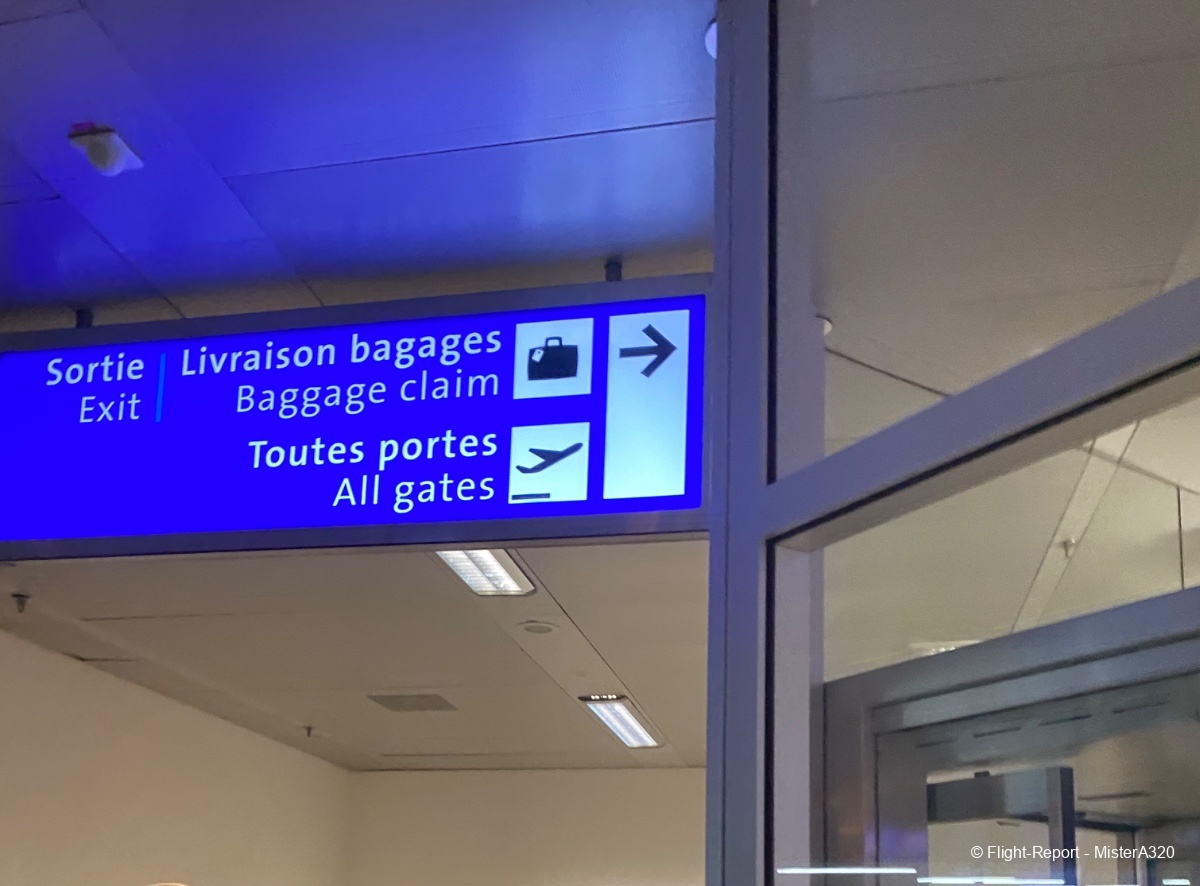 Sortie
Exit
Livraison bagages
Baggage claim
Toutes portes
All gates
© Flight-Report - MisterA320